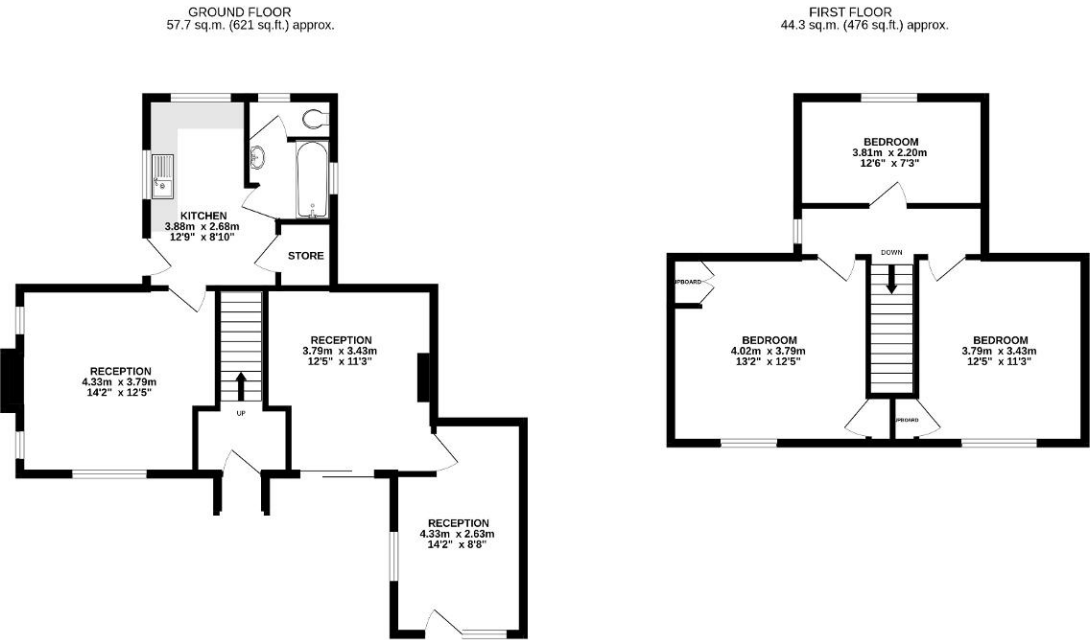 GROUND FLOOR
57.7 sq.m. (621 sq.ft.) approx.
KITCHEN
3.88m x 2.68m
12'9" x 8'10"
STORE
RECEPTION
4.33m x 3.79m
14'2" x 12'5"
RECEPTION
3.79m x 3.43m
12'5" x 11'3"
UP
RECEPTION
4.33m x 2.63m
14'2" x 8'8"
FIRST FLOOR
44.3 sq.m. (476 sq.ft.) approx.
BEDROOM
3.81m x 2.20m
12'6" x 7'3"
DOWN
UPBOARD
BEDROOM
4.02m x 3.79m
13'2" x 12'5"
BEDROOM
3.79m x 3.43m
12'5" x 11'3"
UPBOARD